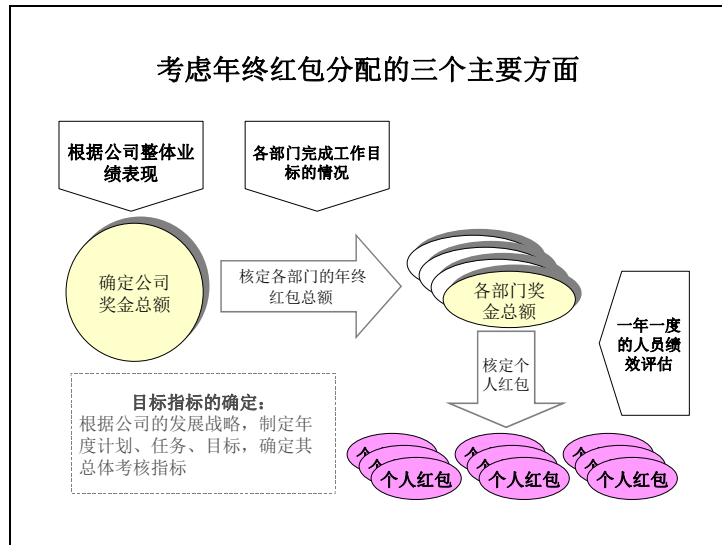 考虑年终红包分配的三个主要方面
根据公司整体业
绩表现
各部门完成工作目
标的情况
确定公司
奖金总额
核定各部门的年终
红包总额
各部门奖
金总额
一年一度
的人员绩
效评估
核定个
人红包
目标指标的确定：
根据公司的发展战略，制定年
度计划、任务、目标，确定其
总体考核指标
个人红包
个人红包
个人红包